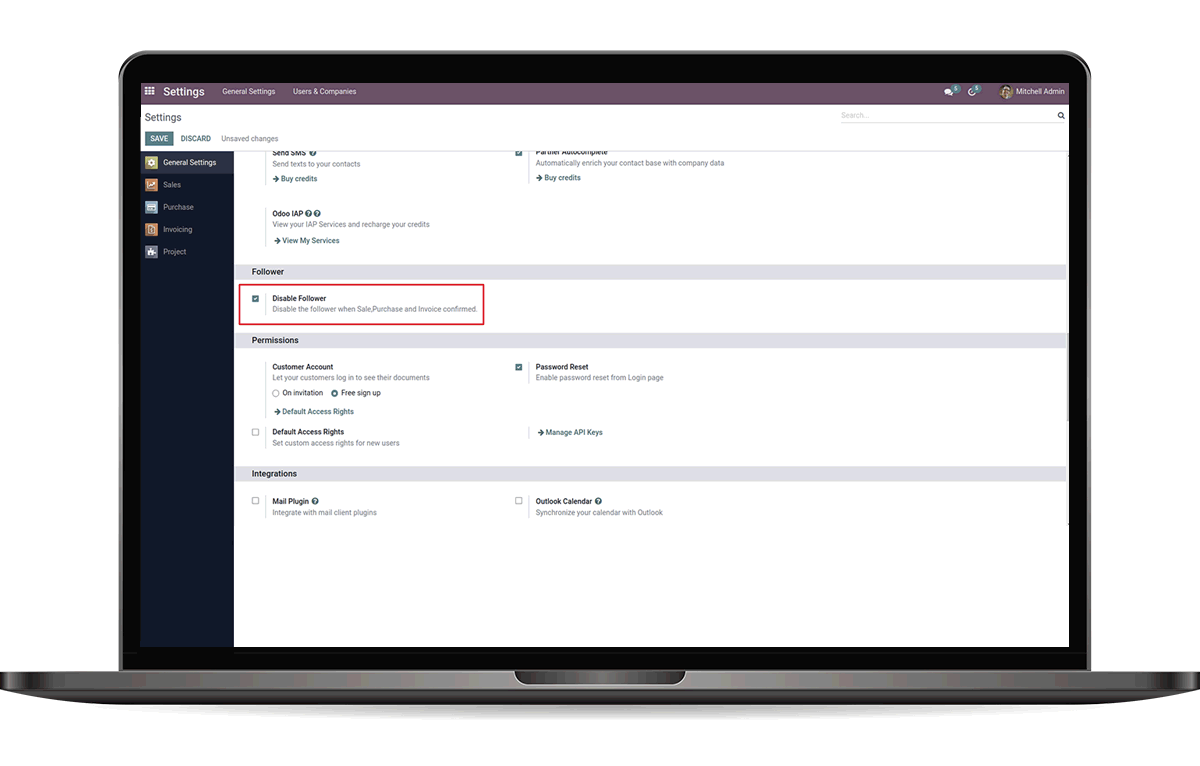 Settings General Settings Users & Companies 5 5 Mitchell Admin
Settings
Search...
SAVE DISCARD Unsaved changes
General Settings
Sales
Purchase
Invoicing
Project
Send SMS
Send texts to your contacts
Buy credits
Partner Autocomplete
Automatically enrich your contact base with company data
Buy credits
Odoo IAP
View your IAP Services and recharge your credits
View My Services
Follower
Disable Follower
Disable the follower when Sale,Purchase and Invoice confirmed.
Permissions
Customer Account
Let your customers log in to see their documents
On invitation Free sign up
Default Access Rights
Password Reset
Enable password reset from Login page
Default Access Rights
Set custom access rights for new users
Manage API Keys
Integrations
Mail Plugin
Integrate with mail client plugins
Outlook Calendar
Synchronize your calendar with Outlook